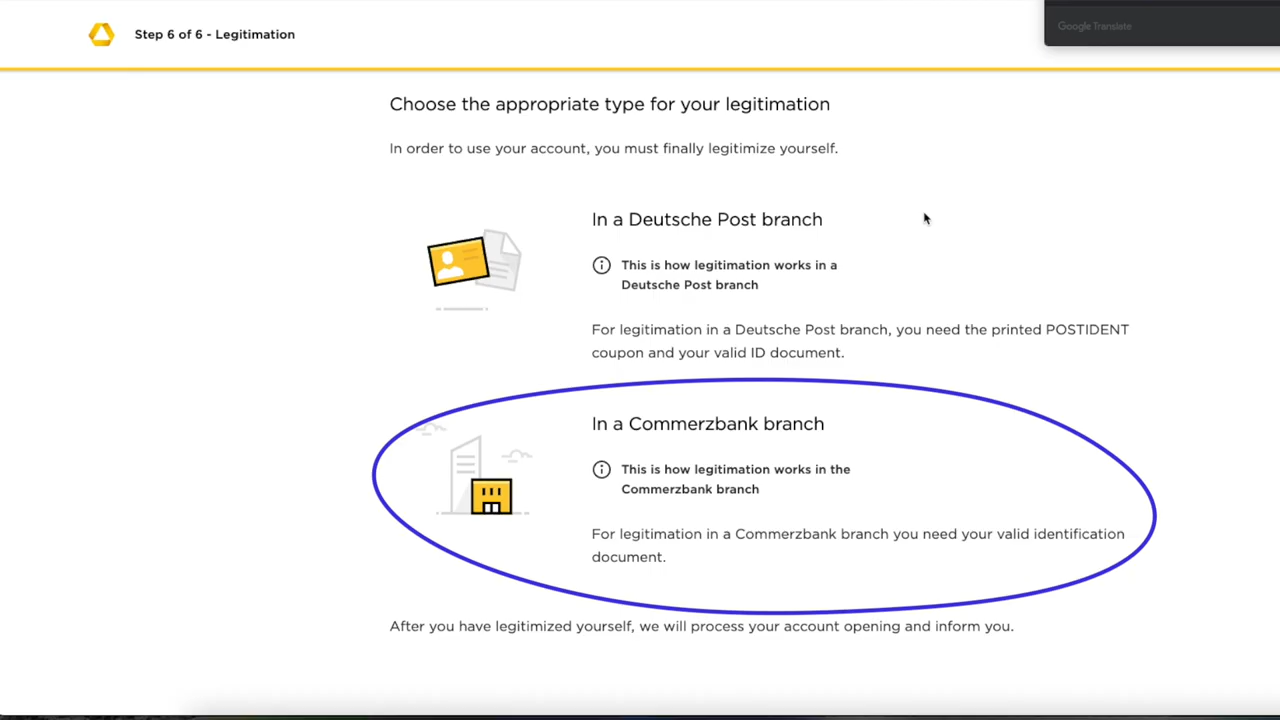 Step 6 of 6 - Legitimation
Google Translate
Choose the appropriate type for your legitimation
In order to use your account, you must finally legitimize yourself.
In a Deutsche Post branch
This is how legitimation works in a
Deutsche Post branch
For legitimation in a Deutsche Post branch, you need the printed POSTIDENT
coupon and your valid ID document.
In a Commerzbank branch
This is how legitimation works in the
Commerzbank branch
For legitimation in a Commerzbank branch you need your valid identification
document.
After you have legitimized yourself, we will process your account opening and inform you.